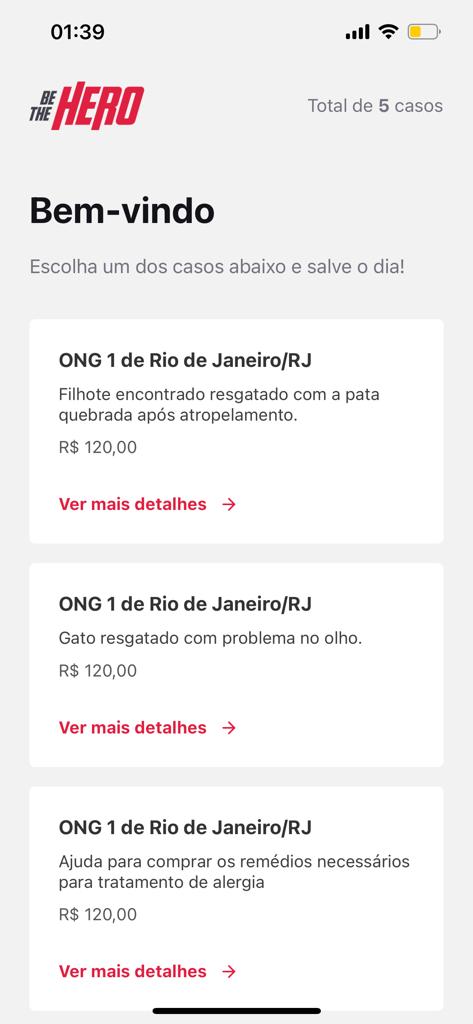 01:39
BE THE HERO
Total de 5 casos
Bem-vindo
Escolha um dos casos abaixo e salve o dia!
ONG 1 de Rio de Janeiro/RJ
Filhote encontrado resgatado com a pata
quebrada após atropelamento.
R$ 120,00
Ver mais detalhes →
ONG 1 de Rio de Janeiro/RJ
Gato resgatado com problema no olho.
R$ 120,00
Ver mais detalhes →
ONG 1 de Rio de Janeiro/RJ
Ajuda para comprar os remédios necessários
para tratamento de alergia
R$ 120,00
Ver mais detalhes →